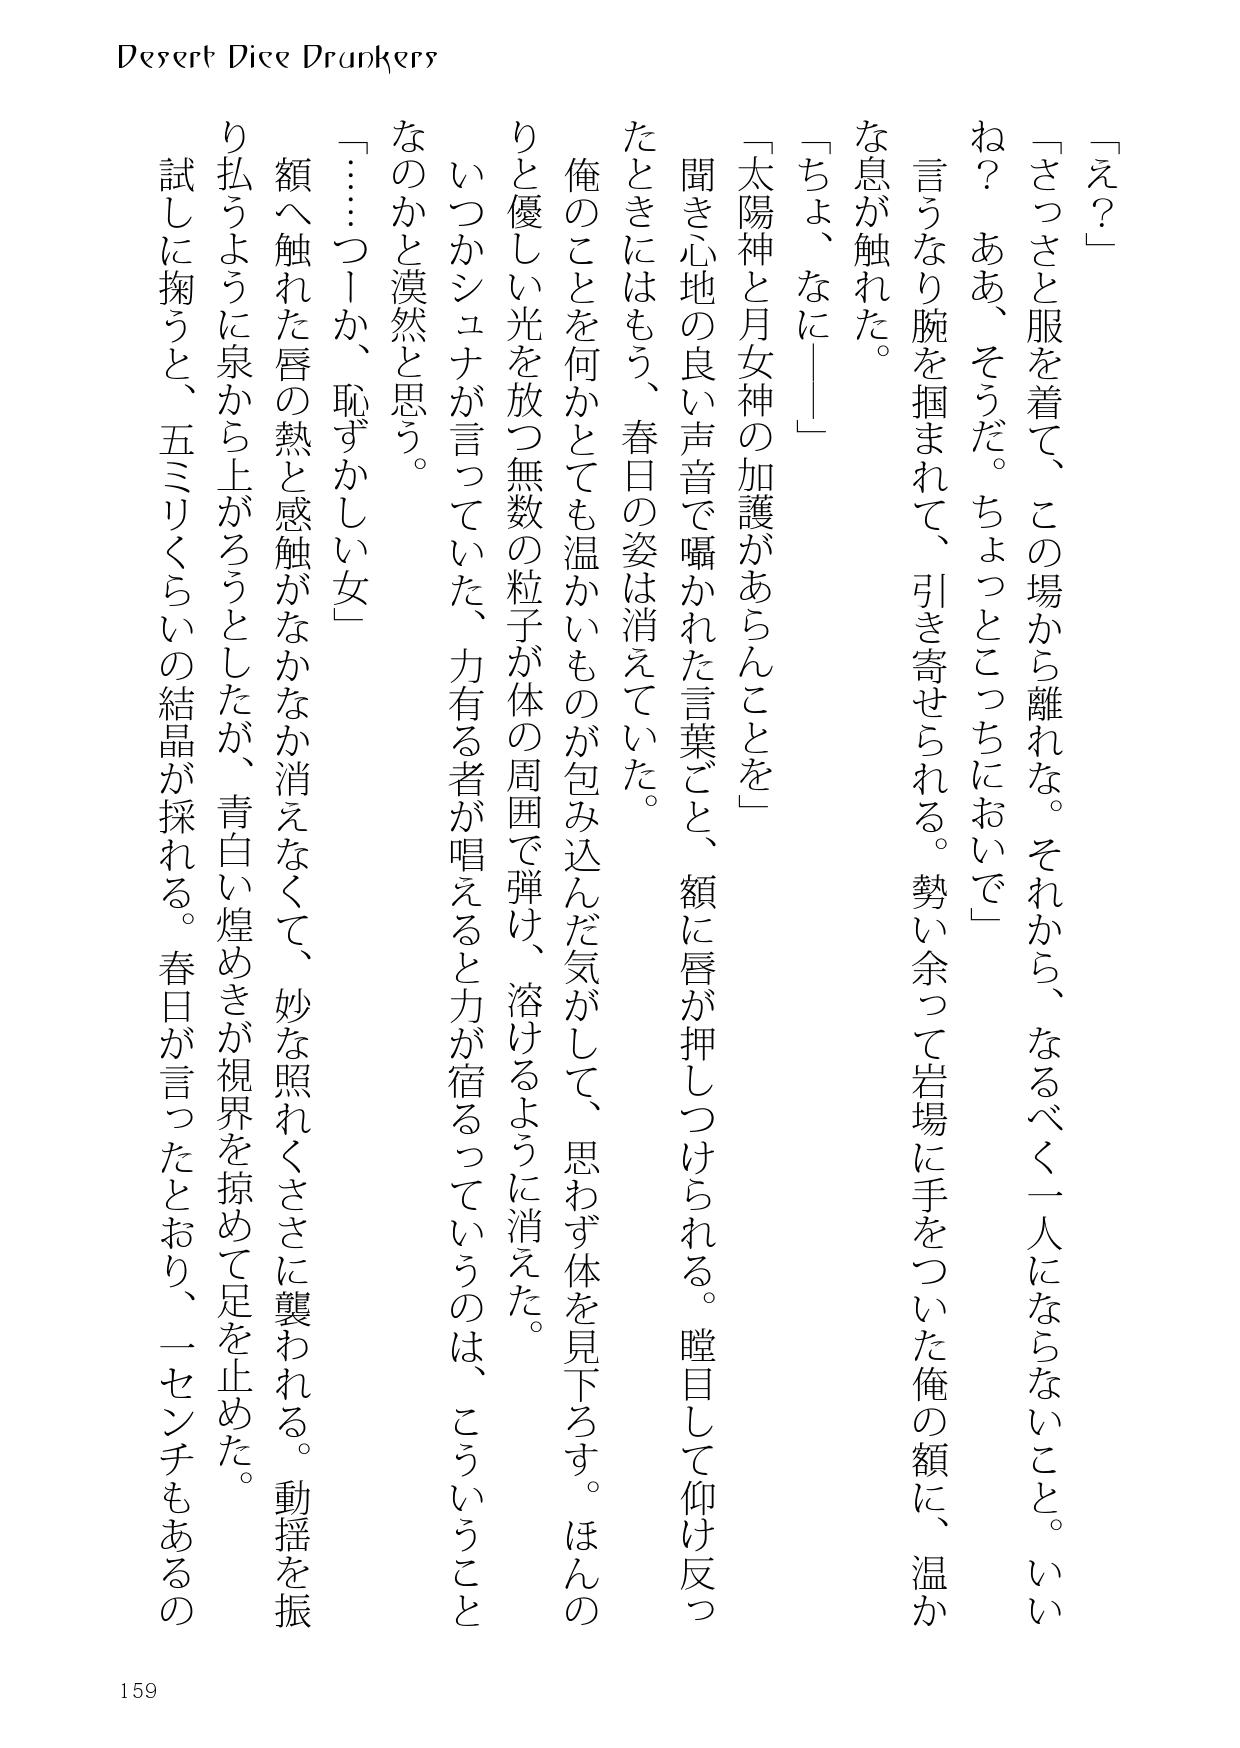 Desert Dice Drunkers
「え？」
「さっさと服を着て、この場から離れな。それから、なるべく一人にならないこと。いい
ね？　ああ、そうだ。ちょっとこっちにおいで」
　言うなり腕を掴まれて、引き寄せられる。勢い余って岩場に手をついた俺の額に、温か
な息が触れた。
「ちょ、なに――」
「太陽神と月女神の加護があらんことを」
　聞き心地の良い声音で囁かれた言葉ごと、額に唇が押しつけられる。瞠目して仰け反っ
たときにはもう、春日の姿は消えていた。
　俺のことを何かとても温かいものが包み込んだ気がして、思わず体を見下ろす。ほんの
りと優しい光を放つ無数の粒子が体の周囲で弾け、溶けるように消えた。
　いつかシュナが言っていた、力有る者が唱えると力が宿るっていうのは、こういうこと
なのかと漠然と思う。
「……つーか、恥ずかしい女」
　額へ触れた唇の熱と感触がなかなか消えなくて、妙な照れくささに襲われる。動揺を振
り払うように泉から上がろうとしたが、青白い煌めきが視界を掠めて足を止めた。
　試しに掬うと、五ミリくらいの結晶が採れる。春日が言ったとおり、一センチもあるの
159